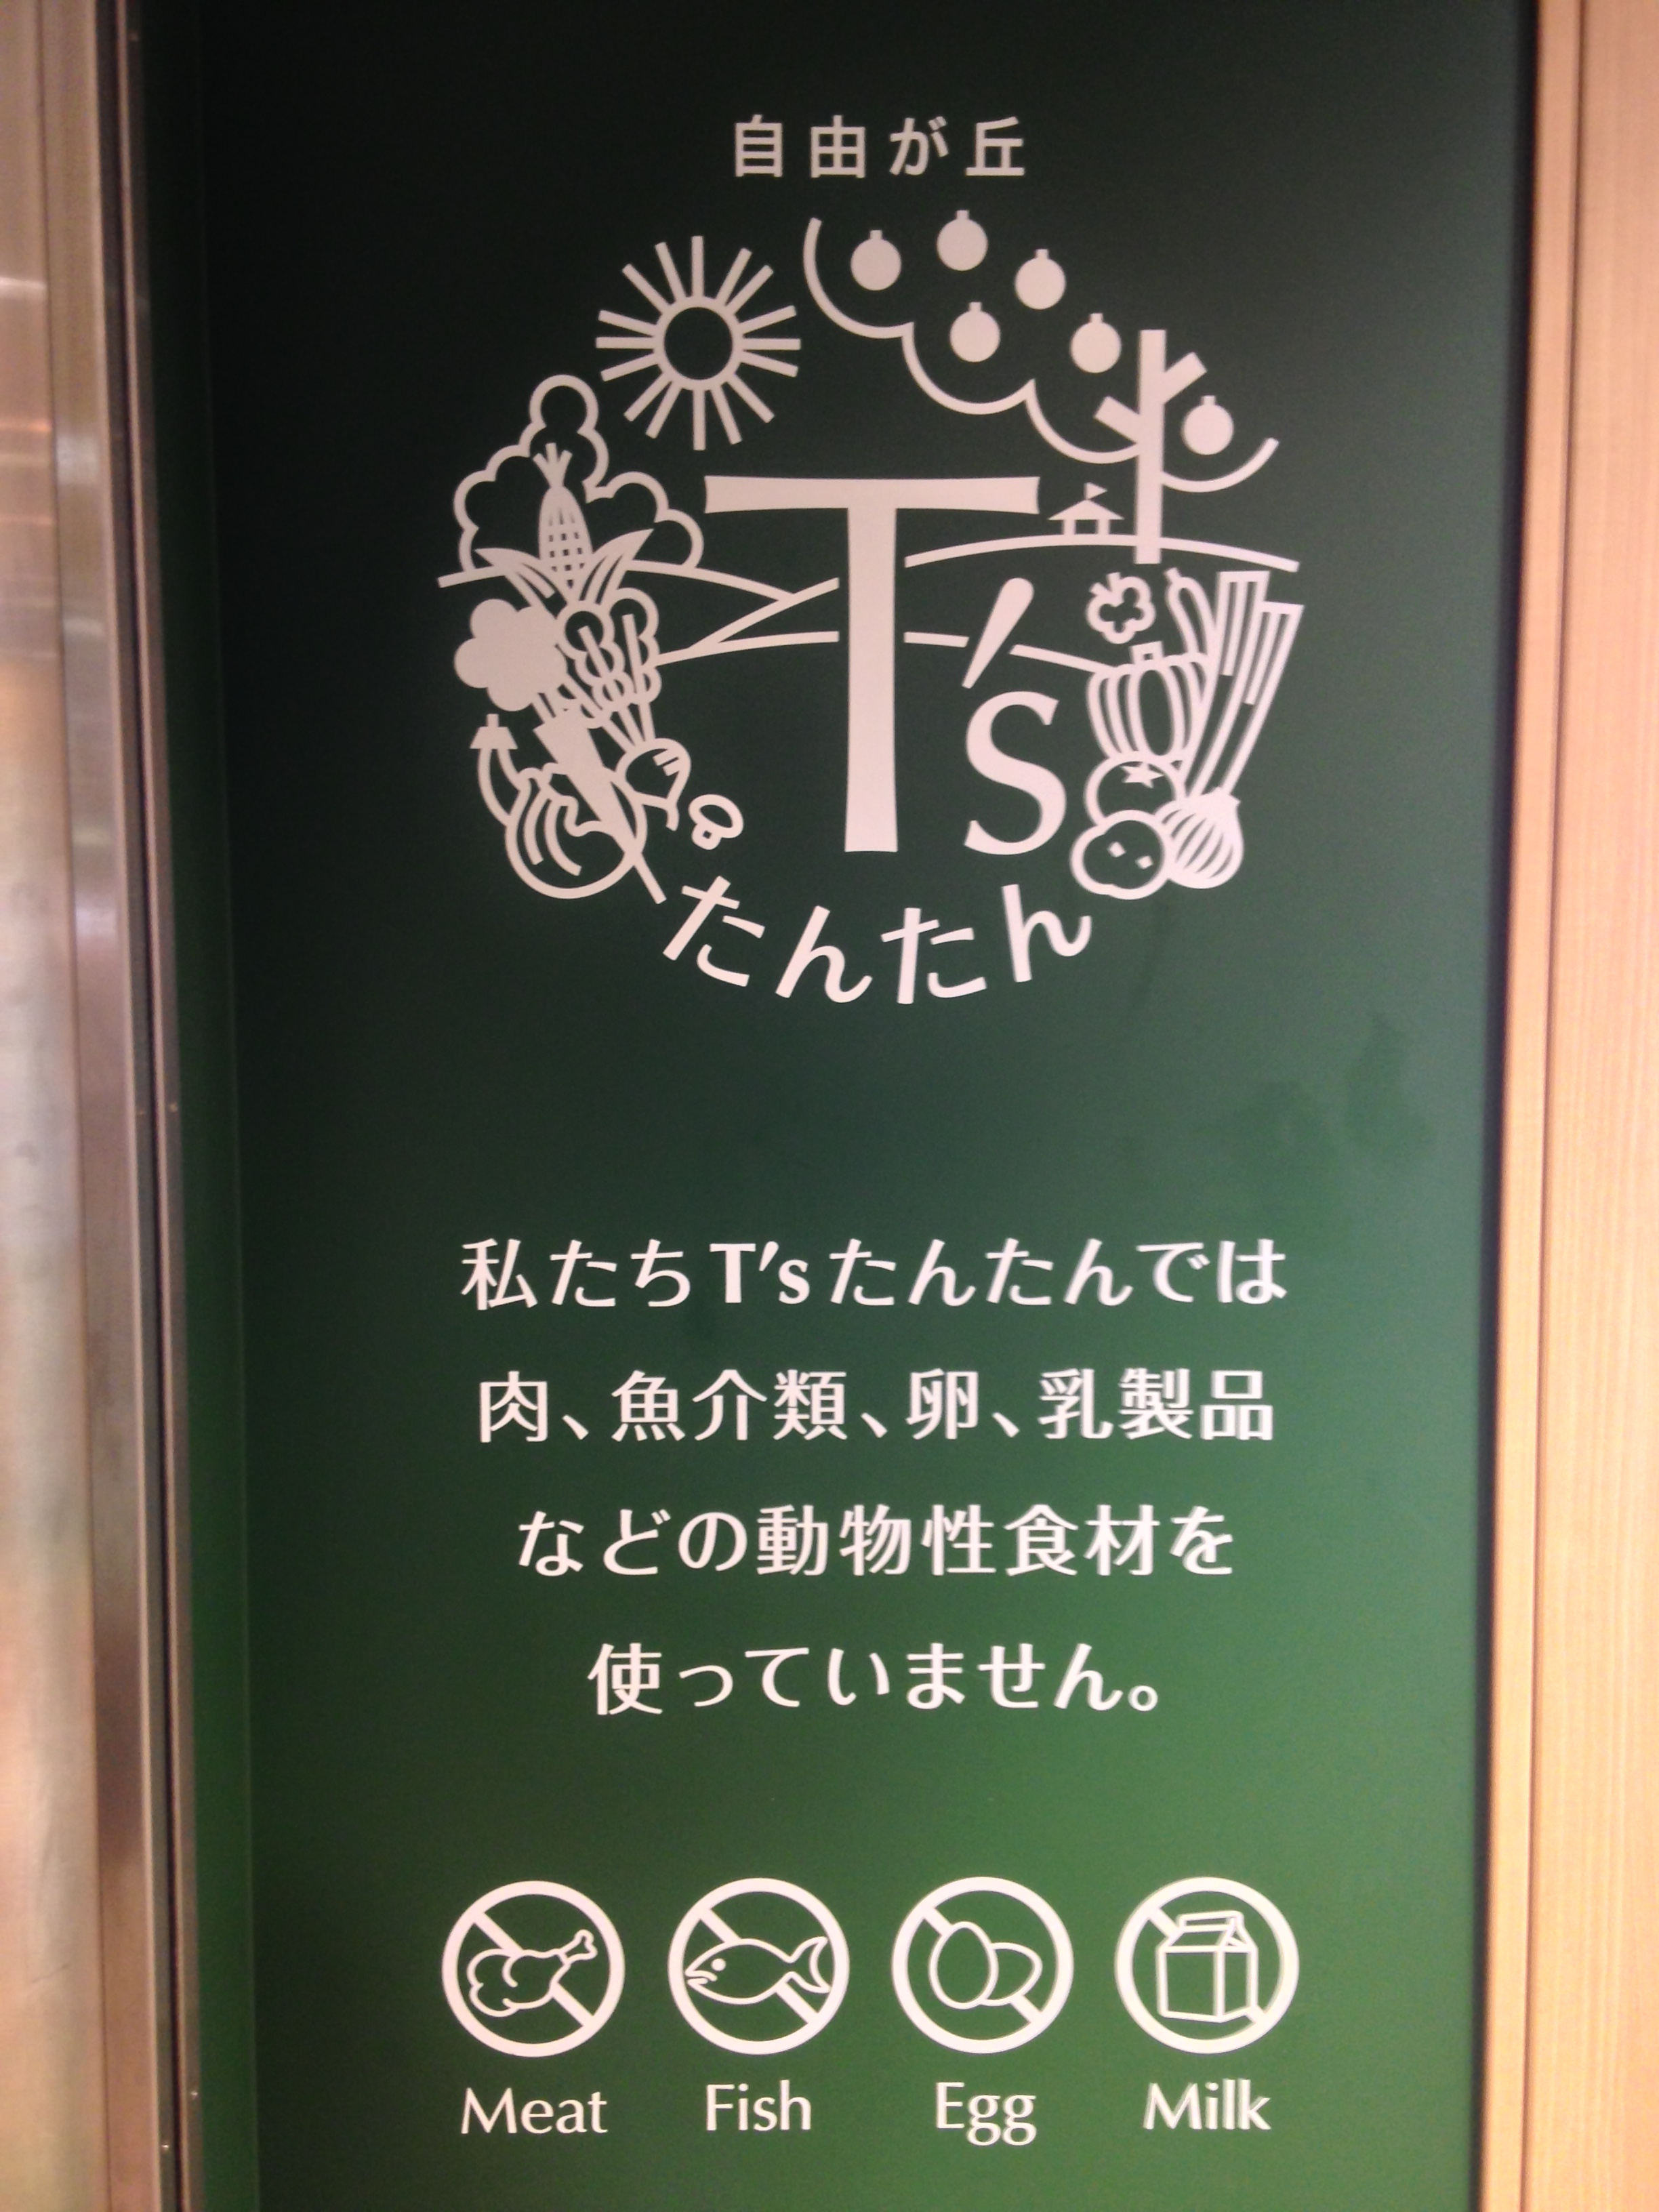 自由が丘
T's
たんたん
私たちT'sたんたんでは
肉、魚介類、卵、乳製品
などの動物性食材を
使っていません。
Meat Fish Egg Milk